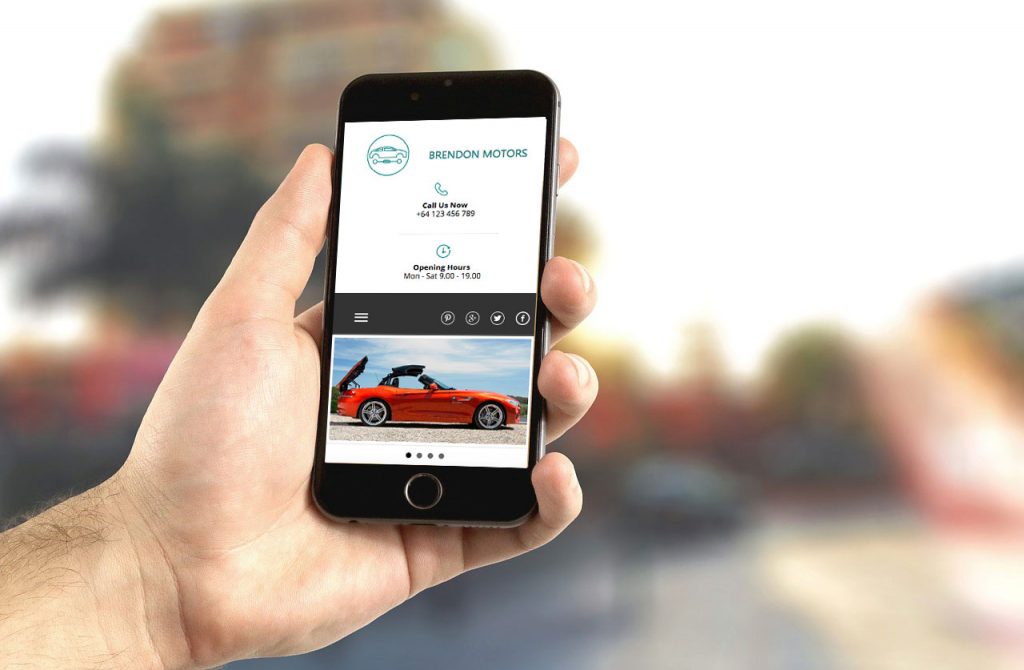 BRENDON MOTORS
Call Us Now
+64 123 456 789
Opening Hours
Mon - Sat 9.00 - 19.00